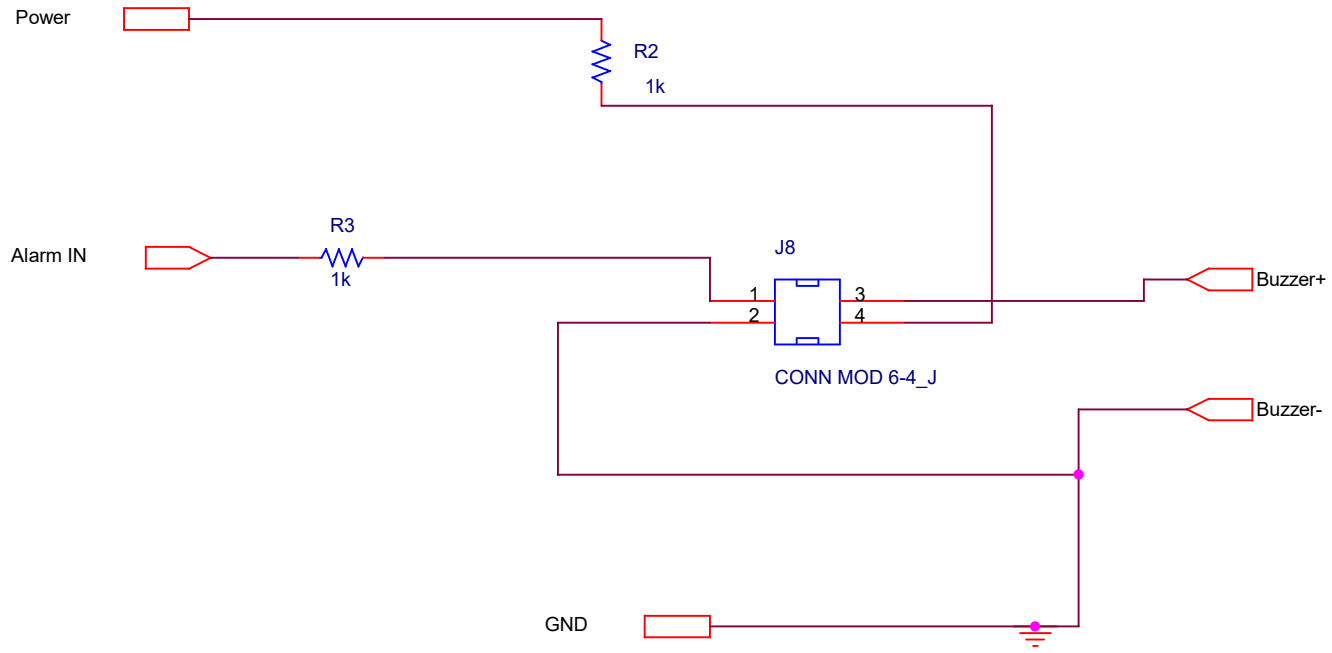 Power
R2
1k
R3
Alarm IN
1k
J8
1
3
Buzzer+
2
4
CONN MOD 6-4_J
Buzzer-
GND